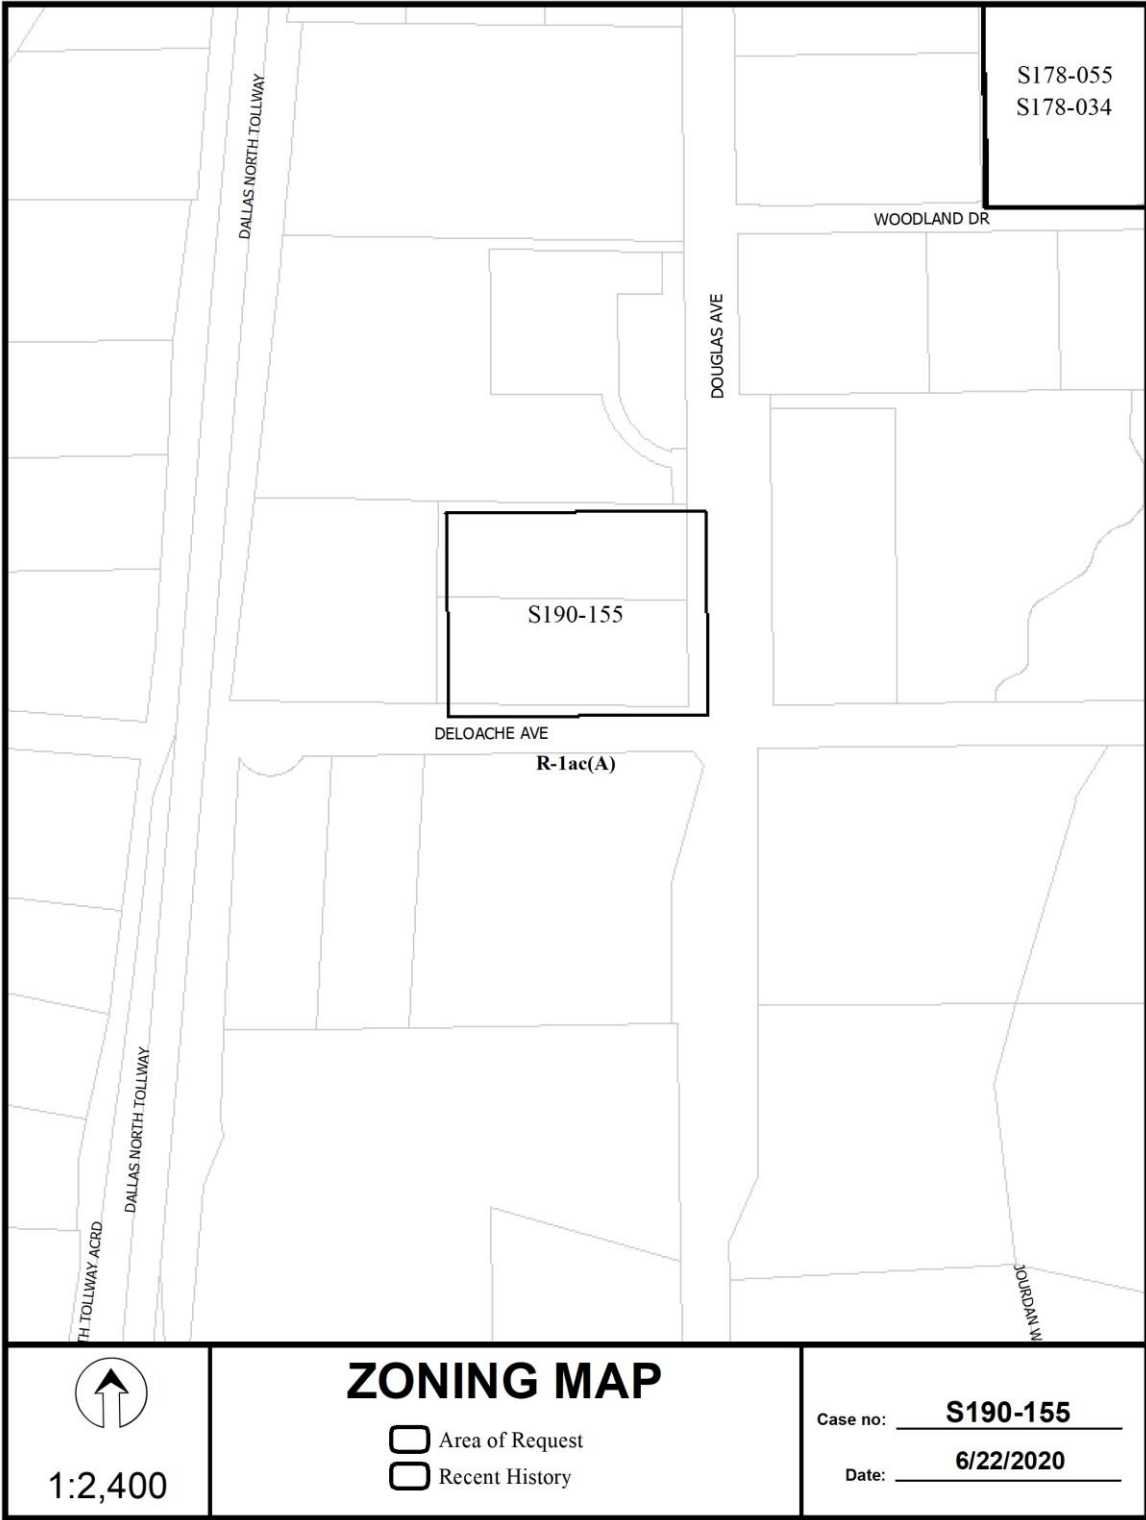 S178-055
S178-034
DALLAS NORTH TOLLWAY
WOODLAND DR
DOUGLAS AVE
S190-155
DELOACHE AVE
R-1ac(A)
DALLAS NORTH TOLLWAY
TH TOLLWAY ACRD
JOURDAN W
ZONING MAP
Area of Request
Recent History
1:2,400
Case no: S190-155
Date: 6/22/2020